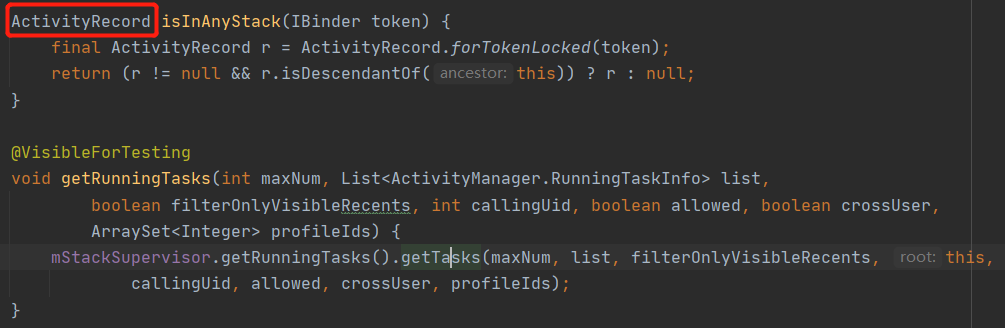 ActivityRecord isInAnyStack(IBinder token) {
final ActivityRecord r = ActivityRecord.forTokenLocked(token);
return (r != null && r.isDescendantOf( ancestor: this)) ? r : null;
}
@VisibleForTesting
void getRunningTasks(int maxNum, List<ActivityManager.RunningTaskInfo> list,
boolean filterOnlyVisibleRecents, int callingUid, boolean allowed, boolean crossUser,
ArraySet<Integer> profileIds) {
mStackSupervisor.getRunningTasks().getTasks(maxNum, list, filterOnlyVisibleRecents, root: this,
callingUid, allowed, crossUser, profileIds);
}